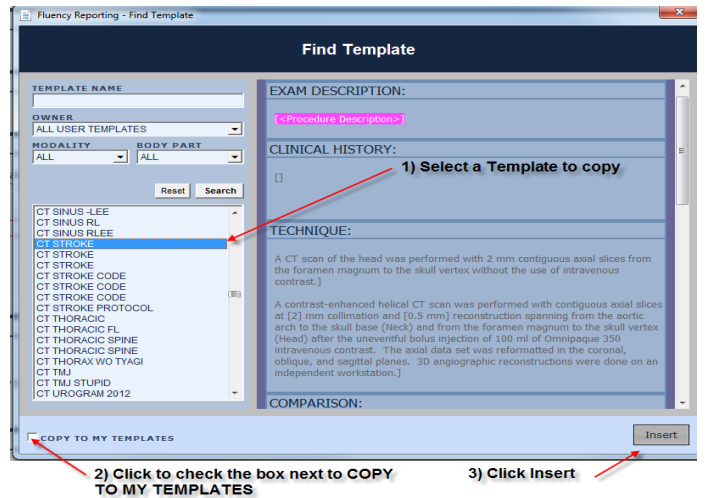 Fluency Reporting - Find Template
Find Template
TEMPLATE NAME
OWNER
ALL USER TEMPLATES
MODALITY BODY PART
ALL ALL
Reset Search
CT SINUS -LEE
CT SINUS RL
CT SINUS RLEE
CT STROKE
CT STROKE
CT STROKE
CT STROKE CODE
CT STROKE CODE
CT STROKE CODE
CT STROKE PROTOCOL
CT THORACIC
CT THORACIC FL
CT THORACIC SPINE
CT THORACIC SPINE
CT THORAX WO TYAGI
CT TMJ
CT TMJ STUPID
CT UROGRAM 2012
COPY TO MY TEMPLATES
EXAM DESCRIPTION:
[<Procedure Description>]
CLINICAL HISTORY:
[]
TECHNIQUE:
A CT scan of the head was performed with 2 mm contiguous axial slices from
the foramen magnum to the skull vertex without the use of intravenous
contrast.]
A contrast-enhanced helical CT scan was performed with contiguous axial slices
at [2] mm collimation and [0.5 mm] reconstruction spanning from the aortic
arch to the skull base (Neck) and from the foramen magnum to the skull vertex
(Head) after the uneventful bolus injection of 100 ml of Omnipaque 350
intravenous contrast. The axial data set was reformatted in the coronal,
oblique, and sagittal planes. 3D angiographic reconstructions were done on an
independent workstation.]
COMPARISON:
Insert
1) Select a Template to copy
2) Click to check the box next to COPY
TO MY TEMPLATES
3) Click Insert